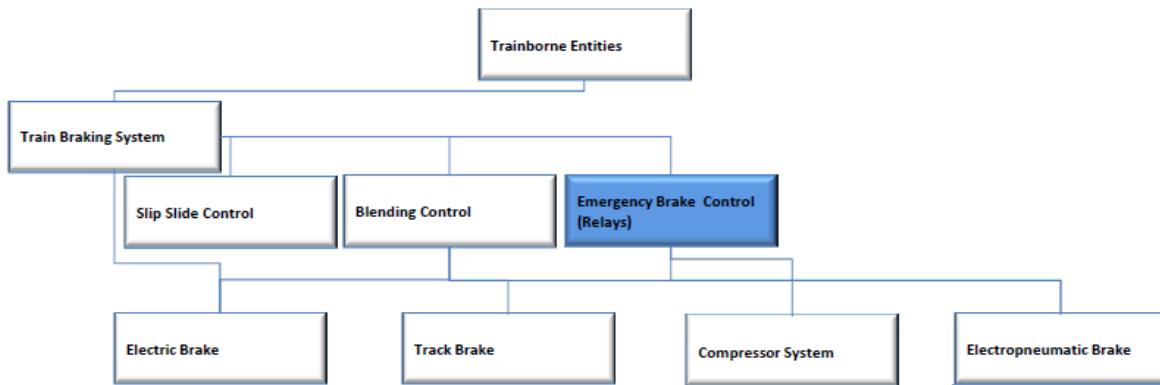 Trainborne Entities
Train Braking System
Slip Slide Control
Blending Control
Emergency Brake Control
(Relays)
Electric Brake
Track Brake
Compressor System
Electropneumatic Brake